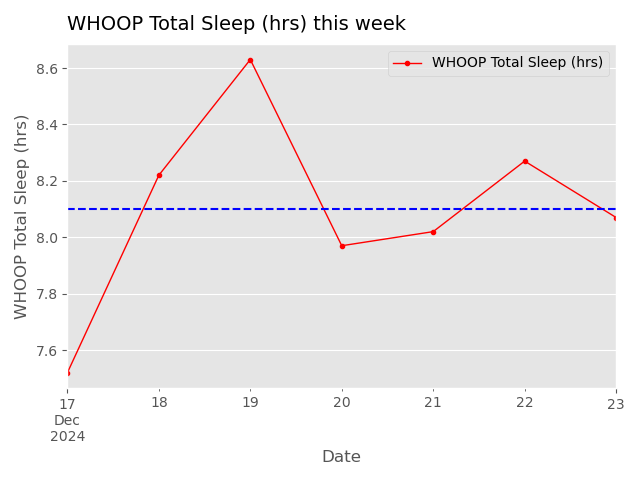 WHOOP Total Sleep (hrs) this week
WHOOP Total Sleep (hrs)
WHOOP Total Sleep (hrs)
8.6
8.4
8.2
8.0
7.8
7.6
17 18 19 20 21 22 23
Dec
2024
Date